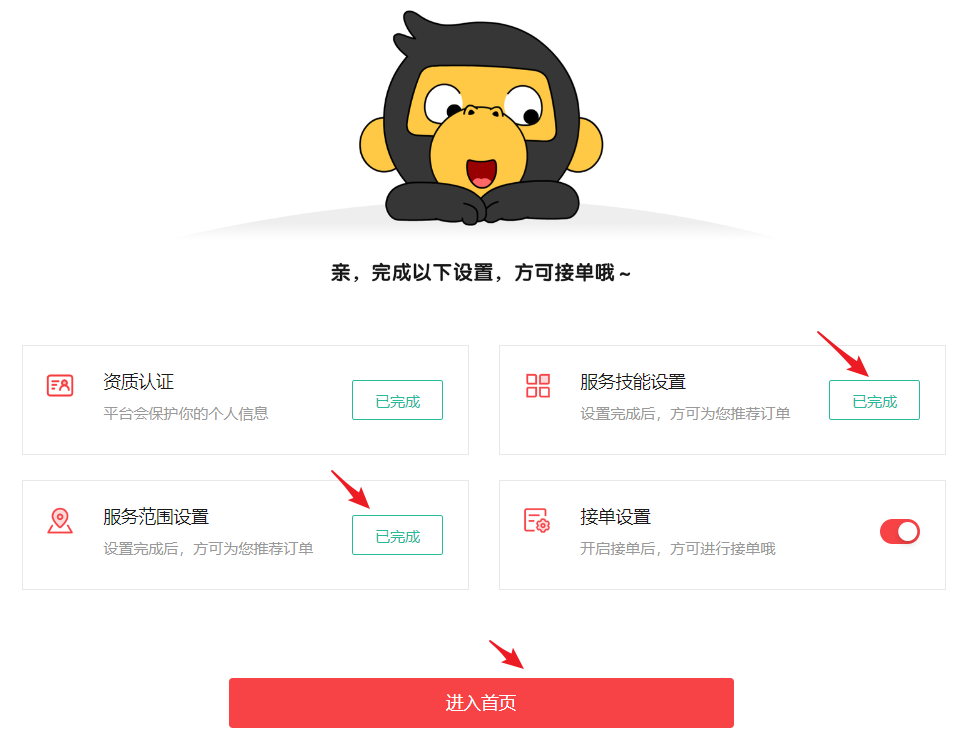 亲，完成以下设置，方可接单哦～
资质认证
平台会保护你的个人信息
已完成
服务技能设置
设置完成后，方可为您推荐订单
已完成
服务范围设置
设置完成后，方可为您推荐订单
已完成
接单设置
开启接单后，方可进行接单哦
进入首页